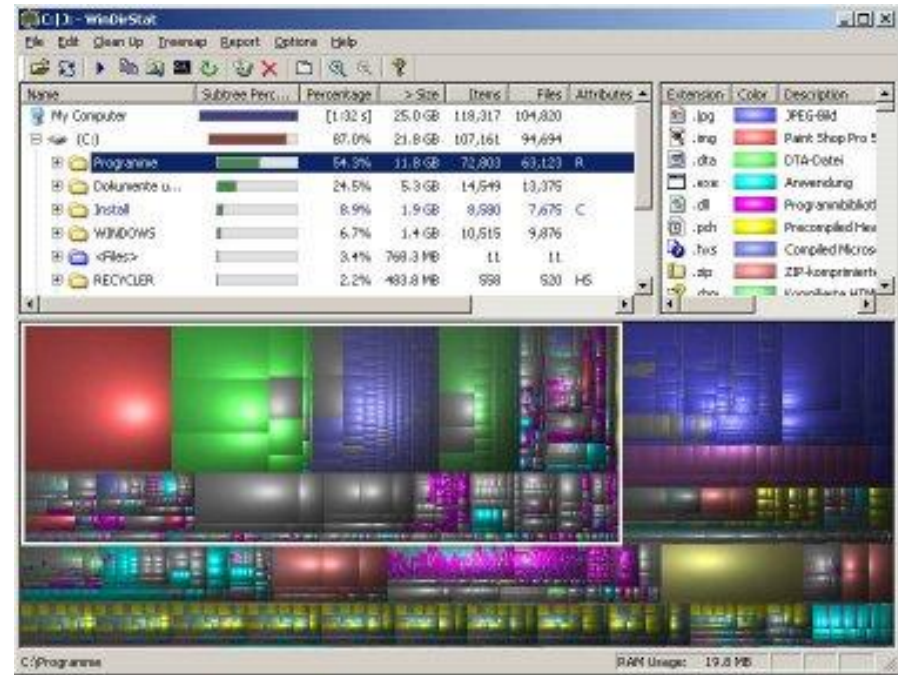 C:| D: - WinDirStat
File Edit Clean Up Treemap Report Options Help
Name Subtree Perc... Percentage > Size Items Files Attributes
My Computer [1:32 s] 25.0 GB 118,317 104,820
(C:) 87.0% 21.8 GB 107,161 94,694
Programme 54.3% 11.8 GB 72,803 63,123 R
Dokumente u... 24.5% 5.3 GB 14,549 13,375
Install 8.9% 1.9 GB 8,580 7,675 C
WINDOWS 6.7% 1.4 GB 10,515 9,876
<Files> 3.4% 768.3 MB 11 11
RECYCLER 2.2% 483.8 MB 558 520 HS
Extension Color Description
.jpg JPEG-Bild
.img Paint Shop Pro 5
.dta DTA-Datei
.exe Anwendung
.dll Programmbibliot
.pch Precompiled Hea
.hxs Compiled Micros
.zip ZIP-komprimiert
C:\Programme
RAM Usage: 19.8 MB